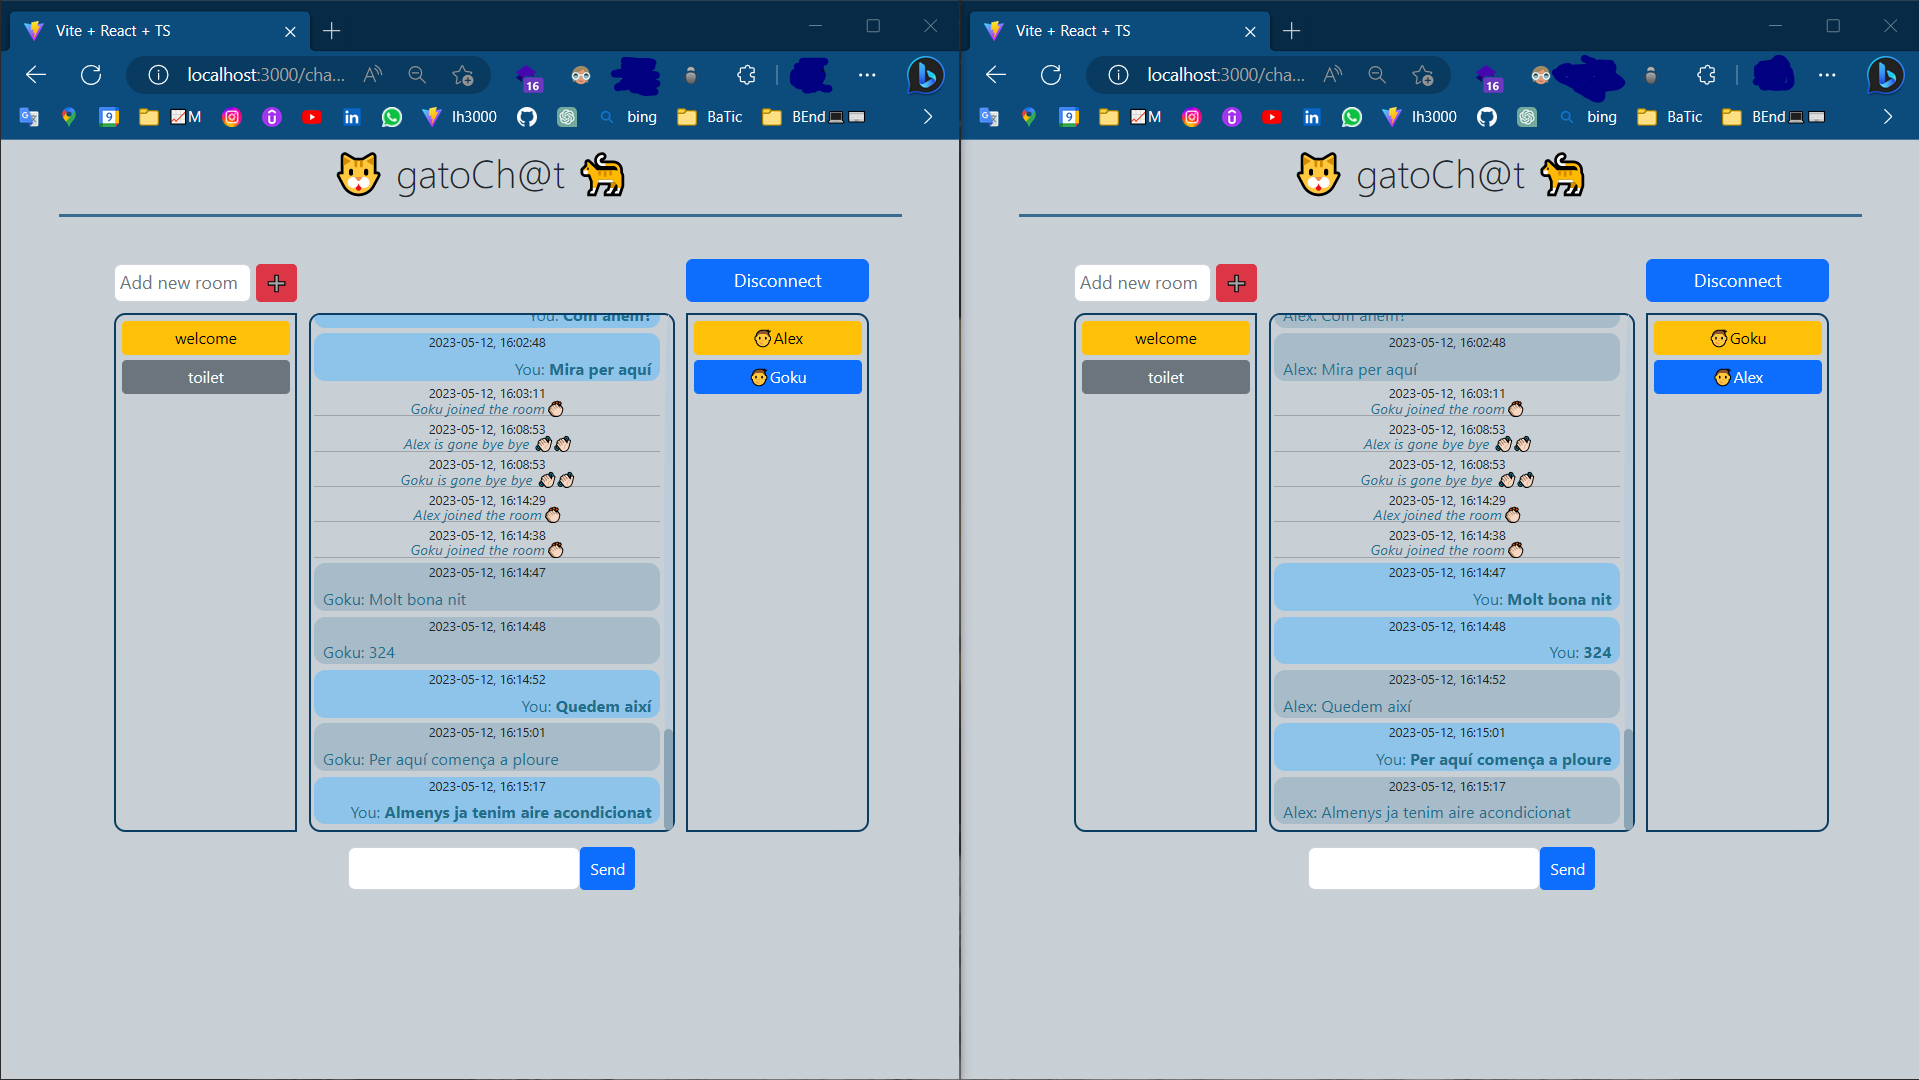 Vite + React + TS
localhost:3000/cha...
16
9
M
lh3000
bing
BaTic
BEnd
gatoCh@t
Add new room
Disconnect
welcome
toilet
You: Com anem?
2023-05-12, 16:02:48
You: Mira per aquí
2023-05-12, 16:03:11
Goku joined the room
2023-05-12, 16:08:53
Alex is gone bye bye
2023-05-12, 16:08:53
Goku is gone bye bye
2023-05-12, 16:14:29
Alex joined the room
2023-05-12, 16:14:38
Goku joined the room
2023-05-12, 16:14:47
Goku: Molt bona nit
2023-05-12, 16:14:48
Goku: 324
2023-05-12, 16:14:52
You: Quedem així
2023-05-12, 16:15:01
Goku: Per aquí comença a ploure
2023-05-12, 16:15:17
You: Almenys ja tenim aire acondicionat
Alex
Goku
Send
Vite + React + TS
localhost:3000/cha...
16
9
M
lh3000
bing
BaTic
BEnd
gatoCh@t
Add new room
Disconnect
welcome
toilet
Alex: Com anem?
2023-05-12, 16:02:48
Alex: Mira per aquí
2023-05-12, 16:03:11
Goku joined the room
2023-05-12, 16:08:53
Alex is gone bye bye
2023-05-12, 16:08:53
Goku is gone bye bye
2023-05-12, 16:14:29
Alex joined the room
2023-05-12, 16:14:38
Goku joined the room
2023-05-12, 16:14:47
You: Molt bona nit
2023-05-12, 16:14:48
You: 324
2023-05-12, 16:14:52
Alex: Quedem així
2023-05-12, 16:15:01
You: Per aquí comença a ploure
2023-05-12, 16:15:17
Alex: Almenys ja tenim aire acondicionat
Goku
Alex
Send